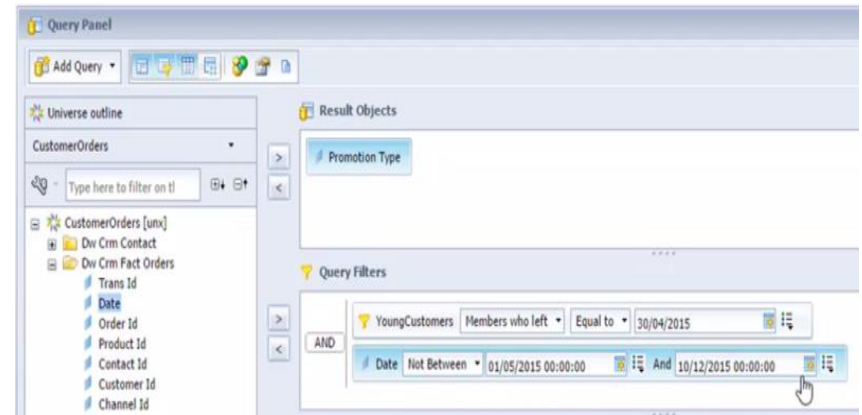 Query Panel
Add Query
Universe outline
CustomerOrders
Type here to filter on tl
CustomerOrders [unx]
Dw Crm Contact
Dw Crm Fact Orders
Trans Id
Date
Order Id
Product Id
Contact Id
Customer Id
Channel Id
Result Objects
Promotion Type
Query Filters
AND
YoungCustomers Members who left Equal to 30/04/2015
Date Not Between 01/05/2015 00:00:00 And 10/12/2015 00:00:00